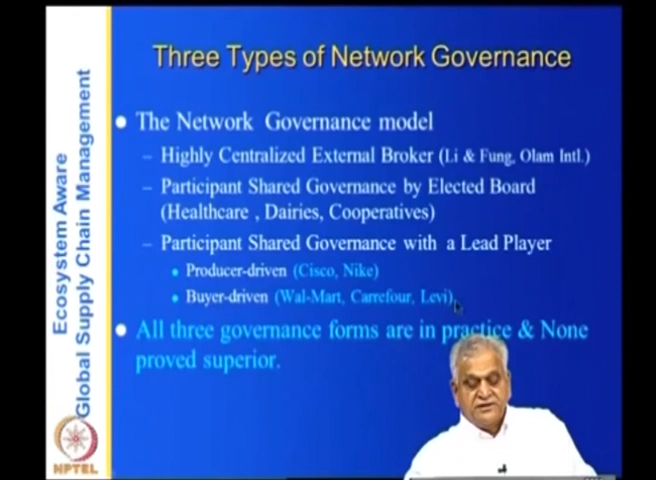 Three Types of Network Governance
Ecosystem Aware
Global Supply Chain Management
• The Network Governance model
– Highly Centralized External Broker (Li & Fung, Olam Intl.)
– Participant Shared Governance by Elected Board
(Healthcare , Dairies, Cooperatives)
– Participant Shared Governance with a Lead Player
• Producer-driven (Cisco, Nike)
• Buyer-driven (Wal-Mart, Carrefour, Levi)
• All three governance forms are in practice & None
proved superior.
NPTEL